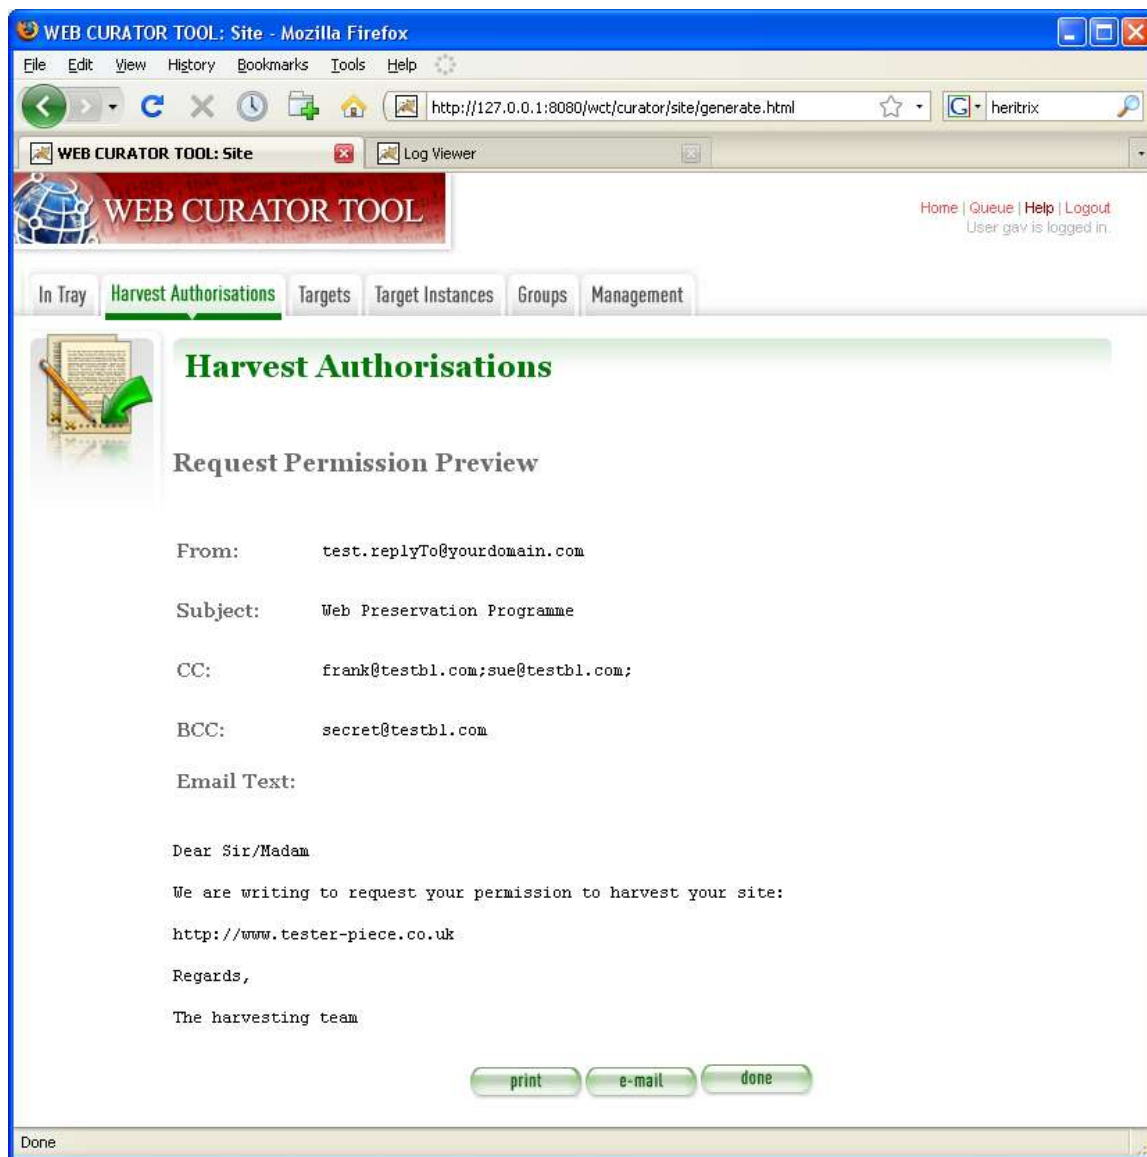 WEB CURATOR TOOL: Site - Mozilla Firefox
File Edit View History Bookmarks Tools Help
http://127.0.0.1:8080/wct/curator/site/generate.html
G heritrix
WEB CURATOR TOOL: Site
Log Viewer
WEB CURATOR TOOL
Home | Queue | Help | Logout
User gav is logged in.
In Tray
Harvest Authorisations
Targets
Target Instances
Groups
Management
Harvest Authorisations
Request Permission Preview
From: test.replyTo@yourdomain.com
Subject: Web Preservation Programme
CC: frank@testbl.com;sue@testbl.com;
BCC: secret@testbl.com
Email Text:
Dear Sir/Madam
We are writing to request your permission to harvest your site:
http://www.tester-piece.co.uk
Regards,
The harvesting team
print
e-mail
done
Done